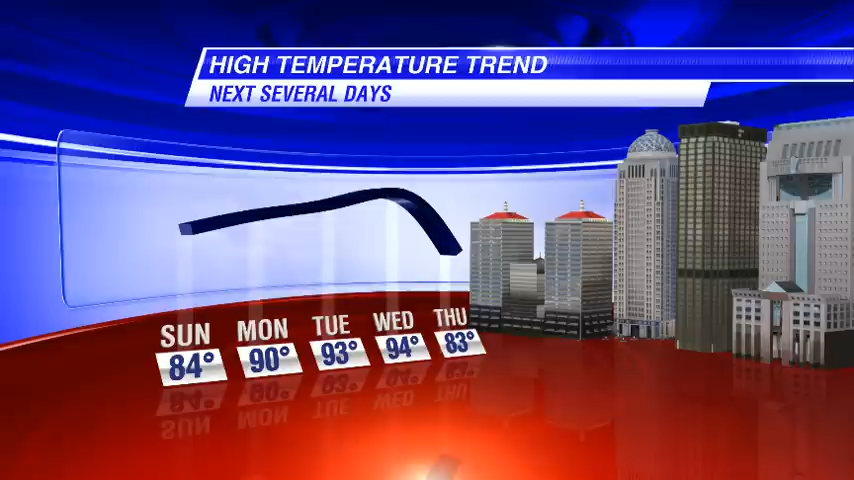 HIGH TEMPERATURE TREND
NEXT SEVERAL DAYS
SUN MON TUE WED THU
84° 90° 93° 94° 83°